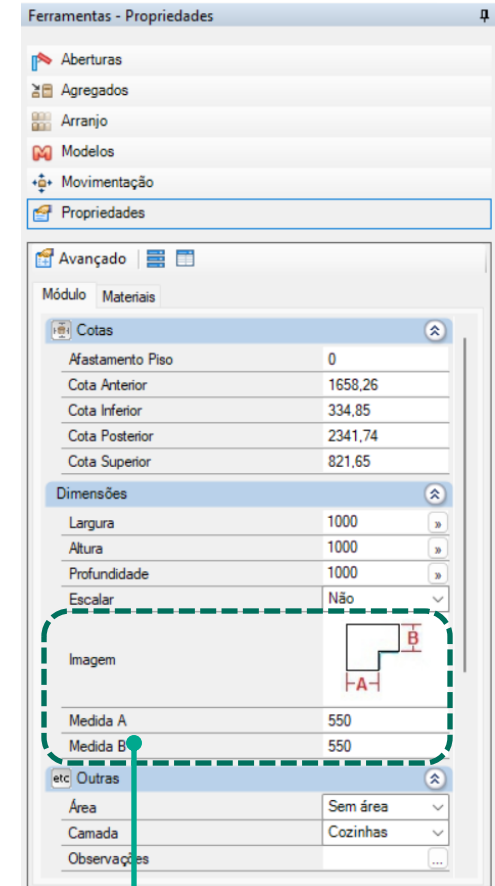 Ferramentas - Propriedades
Aberturas
Agregados
Arranjo
Modelos
Movimentação
Propriedades
Avançado
Módulo Materiais
Cotas
Afastamento Piso 0
Cota Anterior 1658,26
Cota Inferior 334,85
Cota Posterior 2341,74
Cota Superior 821,65
Dimensões
Largura 1000 »
Altura 1000 »
Profundidade 1000 »
Escalar Não
B
Imagem
A
Medida A 550
Medida B 550
etc Outras
Área Sem área
Camada Cozinhas
Observações ...